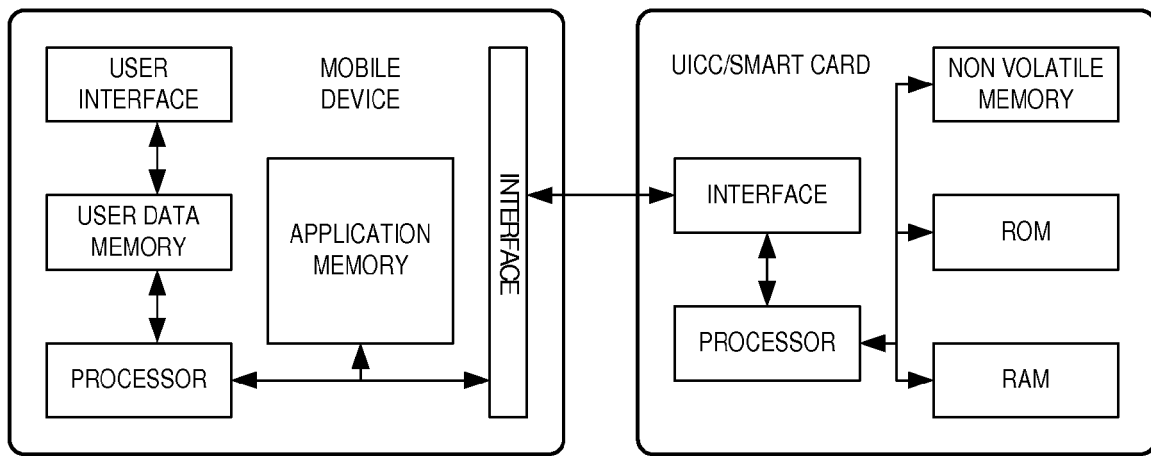 USER
INTERFACE
MOBILE
DEVICE
USER DATA
MEMORY
APPLICATION
MEMORY
PROCESSOR
INTERFACE
UICC/SMART CARD
NON VOLATILE
MEMORY
INTERFACE
ROM
PROCESSOR
RAM